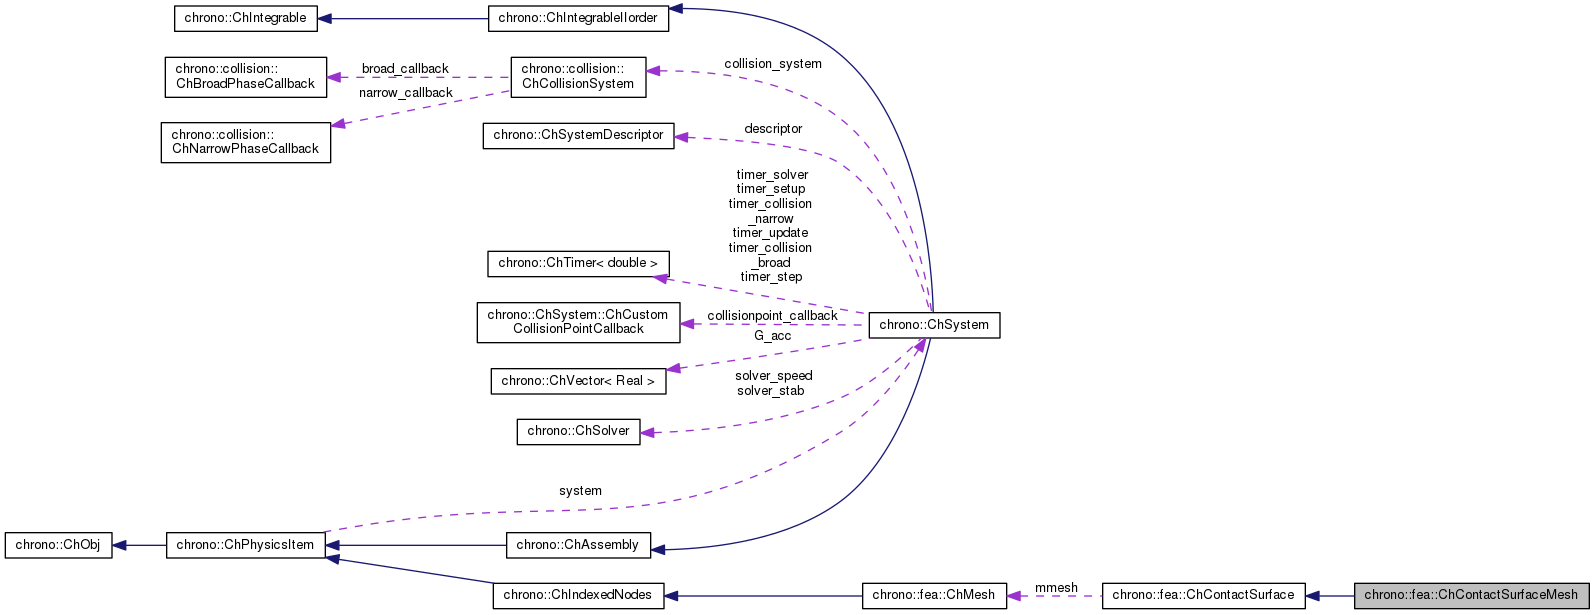 chrono::ChIntegrable
chrono::ChIntegrableIIorder
chrono::collision::
ChBroadPhaseCallback
broad_callback
chrono::collision::
ChCollisionSystem
collision_system
narrow_callback
chrono::collision::
ChNarrowPhaseCallback
chrono::ChSystemDescriptor
descriptor
timer_solver
timer_setup
timer_collision
_narrow
timer_update
timer_collision
_broad
timer_step
chrono::ChTimer< double >
chrono::ChSystem::ChCustom
CollisionPointCallback
collisionpoint_callback
chrono::ChSystem
G_acc
chrono::ChVector< Real >
solver_speed
solver_stab
chrono::ChSolver
system
chrono::ChObj
chrono::ChPhysicsItem
chrono::ChAssembly
chrono::ChIndexedNodes
chrono::fea::ChMesh
mmesh
chrono::fea::ChContactSurface
chrono::fea::ChContactSurfaceMesh